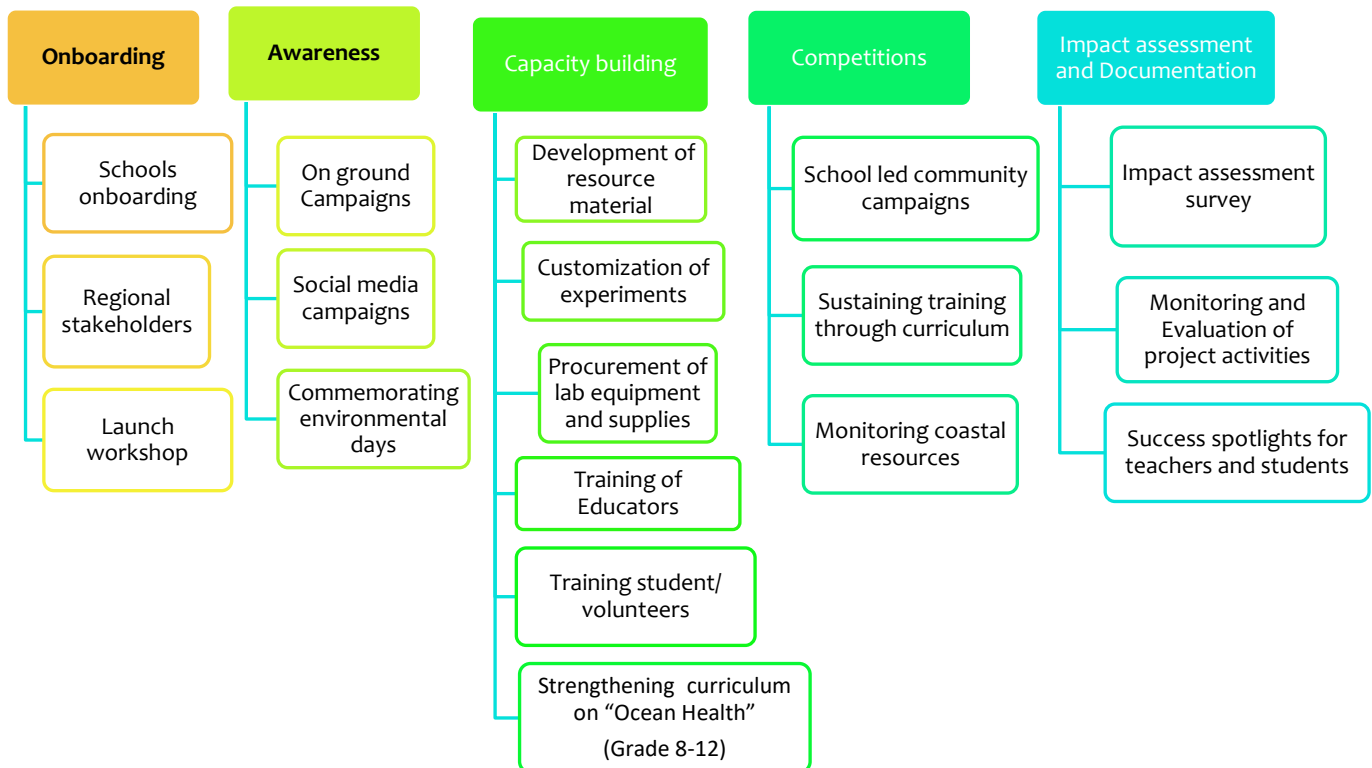 Onboarding
Schools
onboarding
Regional
stakeholders
Launch
workshop
Awareness
On ground
Campaigns
Social media
campaigns
Commemorating
environmental
days
Capacity building
Development of
resource
material
Customization of
experiments
Procurement of
lab equipment
and supplies
Training of
Educators
Training student/
volunteers
Strengthening curriculum
on “Ocean Health”
(Grade 8-12)
Competitions
School led community
campaigns
Sustaining training
through curriculum
Monitoring coastal
resources
Impact assessment
and Documentation
Impact assessment
survey
Monitoring and
Evaluation of
project activities
Success spotlights for
teachers and students